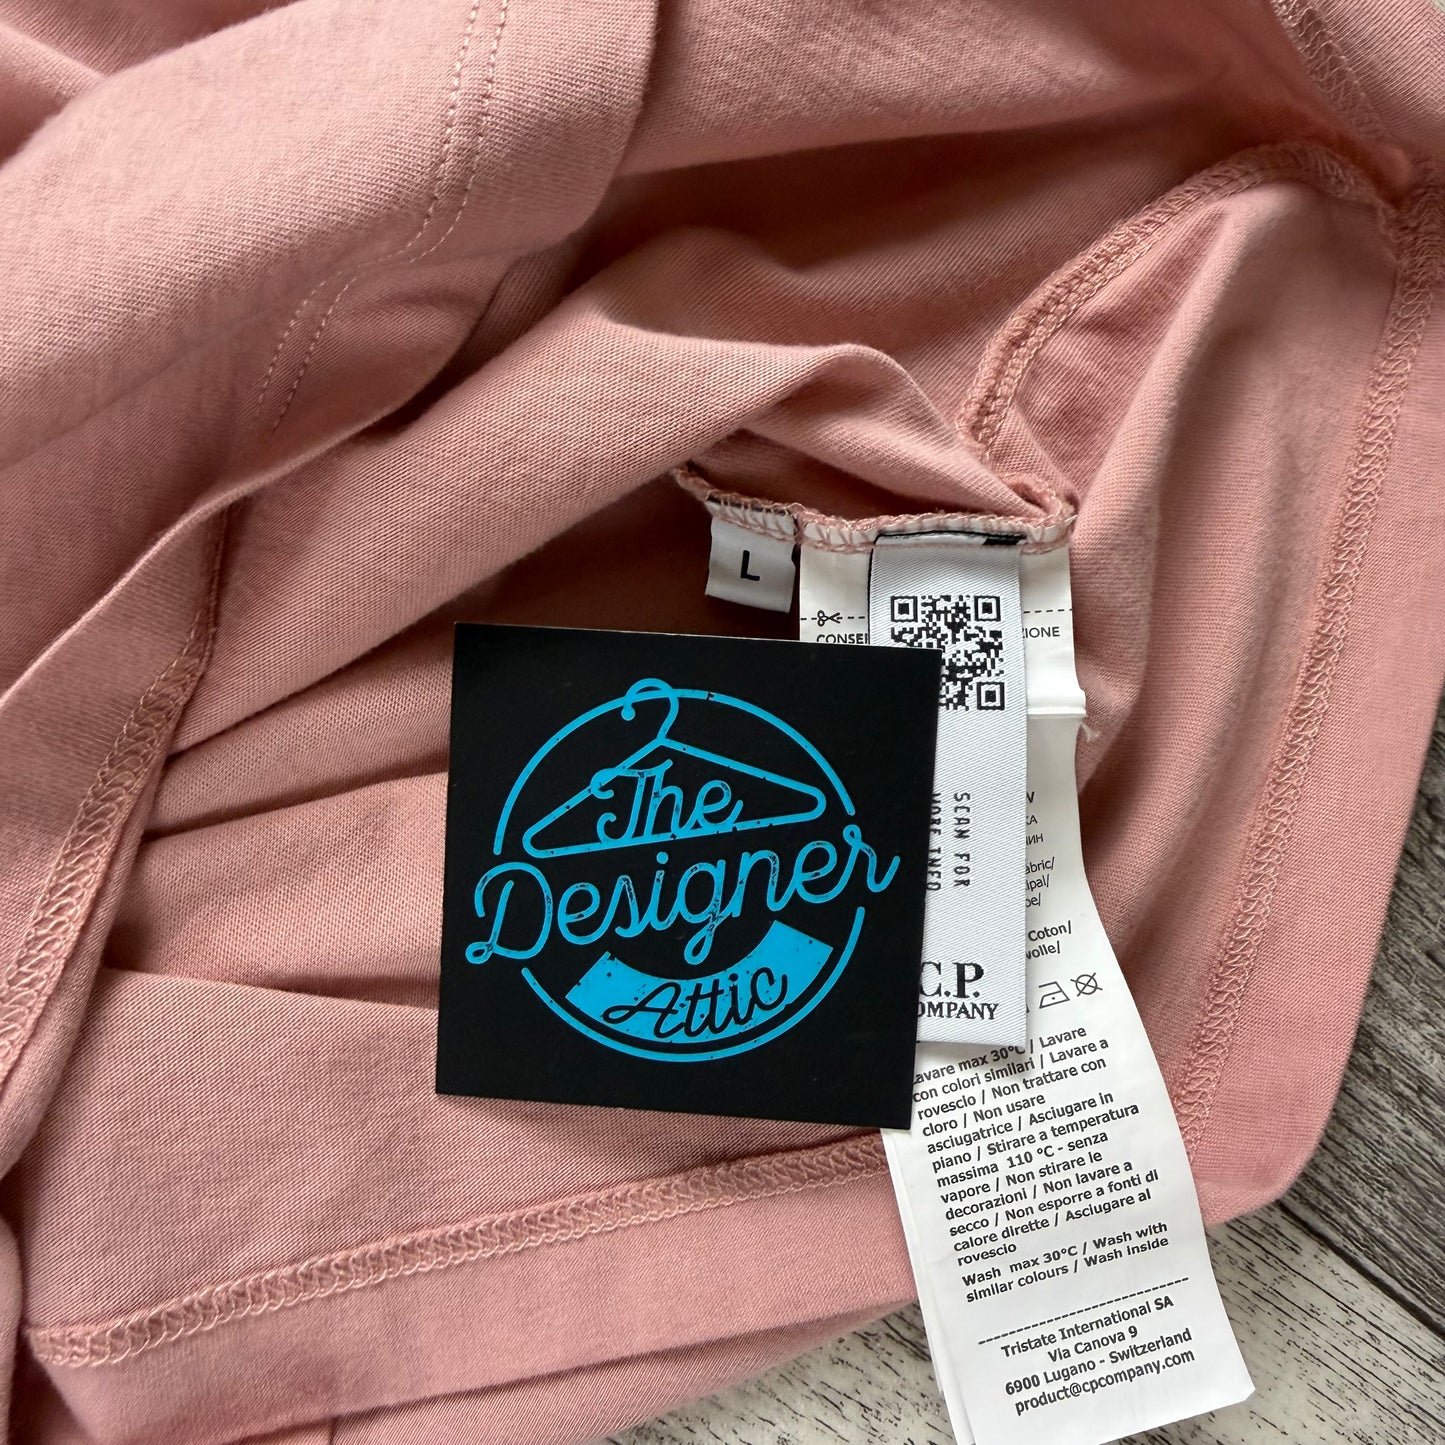 L
CONSE
ZIONE
SCAN FOR
MORE INFO
C.P.
COMPANY
The
Designer
Attic
Coton/
Lavare max 30°C / Lavare
con colori similari / Lavare a
rovescio / Non trattare con
cloro / Non usare
asciugatrice / Asciugare in
piano / Stirare a temperatura
massima 110 °C - senza
vapore / Non stirare le
decorazioni / Non lavare a
secco / Non esporre a fonti di
calore dirette / Asciugare al
rovescio
Wash max 30°C / Wash with
similar colours / Wash inside
Tristate International SA
Via Canova 9
6900 Lugano - Switzerland
product@cpcompany.com